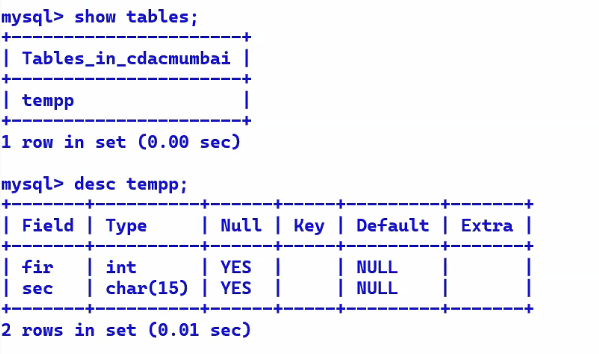 mysql> show tables;
+----------------------+
| Tables_in_cdacmumbai |
+----------------------+
| tempp                |
+----------------------+
1 row in set (0.00 sec)
mysql> desc tempp;
+-------+----------+------+-----+---------+-------+
| Field | Type     | Null | Key | Default | Extra |
+-------+----------+------+-----+---------+-------+
| fir   | int      | YES  |     | NULL    |       |
| sec   | char(15) | YES  |     | NULL    |       |
+-------+----------+------+-----+---------+-------+
2 rows in set (0.01 sec)